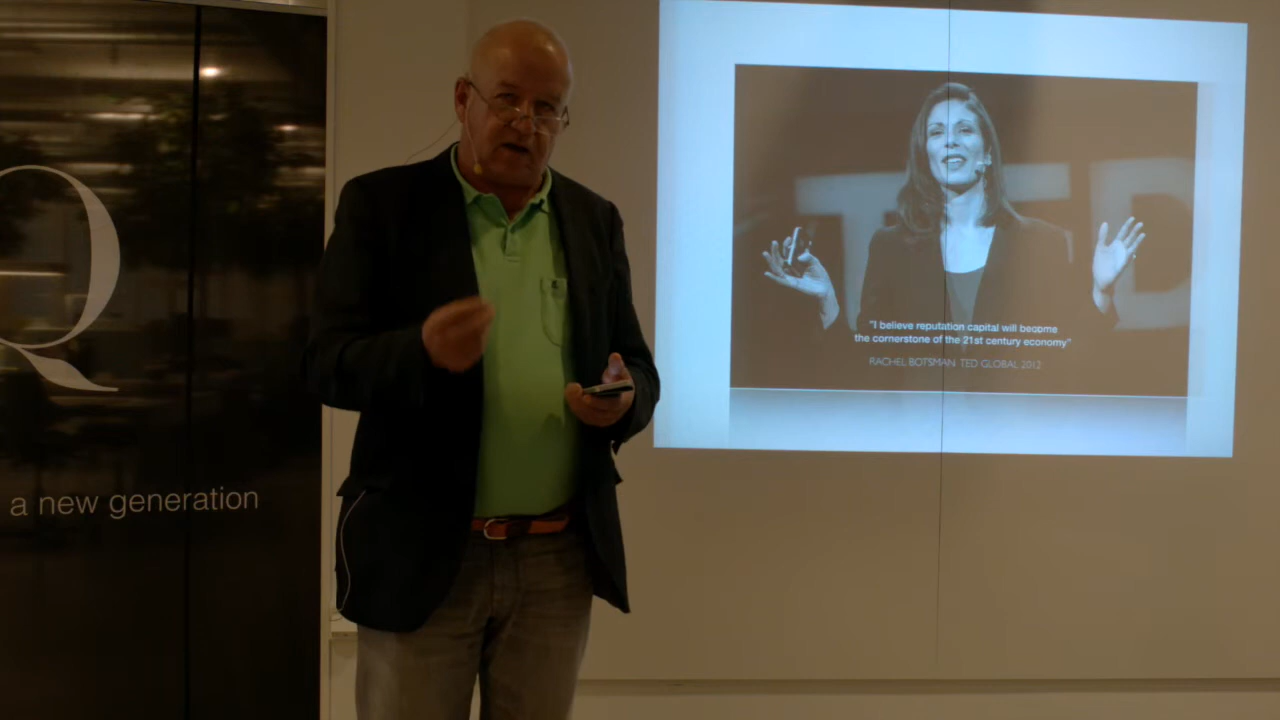 Q
a new generation
TED
"I believe reputation capital will become
the cornerstone of the 21st century economy"
RACHEL BOTSMAN TED GLOBAL 2012